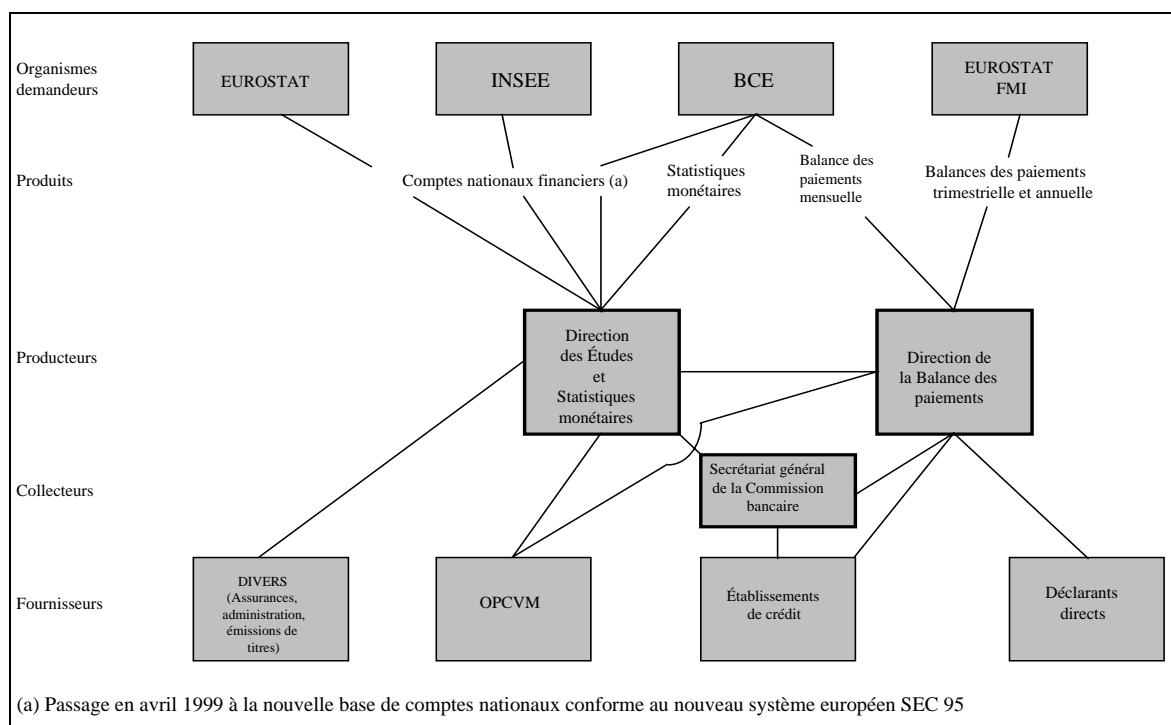 Organismes
demandeurs
EUROSTAT
INSEE
BCE
EUROSTAT
FMI
Produits
Comptes nationaux financiers (a)
Statistiques
monétaires
Balance des
paiements
mensuelle
Balances des paiements
trimestrielle et annuelle
Producteurs
Direction
des Études
et
Statistiques
monétaires
Direction de
la Balance des
paiements
Collecteurs
Secrétariat général
de la Commission
bancaire
Fournisseurs
DIVERS
(Assurances,
administration,
émissions de
titres)
OPCVM
Établissements
de crédit
Déclarants
directs
(a) Passage en avril 1999 à la nouvelle base de comptes nationaux conforme au nouveau système européen SEC 95